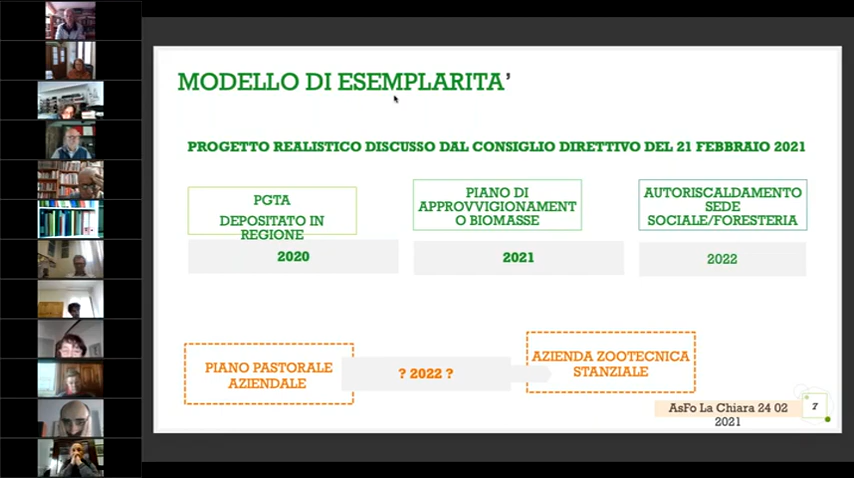 MODELLO DI ESEMPLARITA’
PROGETTO REALISTICO DISCUSSO DAL CONSIGLIO DIRETTIVO DEL 21 FEBBRAIO 2021
PGTA
DEPOSITATO IN
REGIONE
2020
PIANO DI
APPROVVIGIONAMENT
O BIOMASSE
2021
AUTORISCALDAMENTO
SEDE
SOCIALE/FORESTERIA
2022
PIANO PASTORALE
AZIENDALE
? 2022 ?
AZIENDA ZOOTECNICA
STANZIALE
AsFo La Chiara 24 02
2021
7